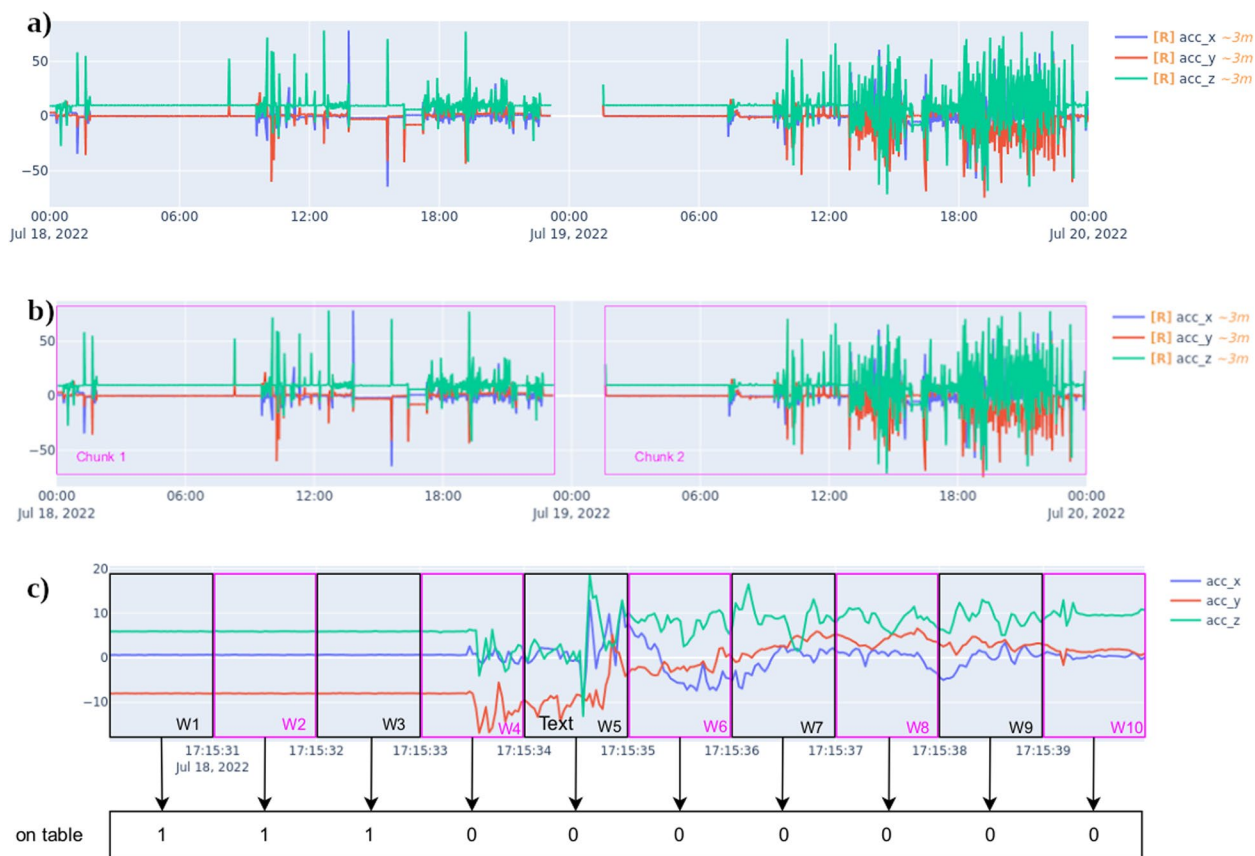 a)
50
0
−50
00:00
Jul 18, 2022
06:00
12:00
18:00
00:00
Jul 19, 2022
06:00
12:00
18:00
00:00
Jul 20, 2022
[R] acc_x ~3m
[R] acc_y ~3m
[R] acc_z ~3m
b)
50
0
−50
Chunk 1
Chunk 2
00:00
Jul 18, 2022
06:00
12:00
18:00
00:00
Jul 19, 2022
06:00
12:00
18:00
00:00
Jul 20, 2022
[R] acc_x ~3m
[R] acc_y ~3m
[R] acc_z ~3m
c)
20
10
0
−10
acc_x
acc_y
acc_z
W1 W2 W3 W4 Text W5 W6 W7 W8 W9 W10
17:15:31 17:15:32 17:15:33 17:15:34 17:15:35 17:15:36 17:15:37 17:15:38 17:15:39
Jul 18, 2022
on table 1 1 1 0 0 0 0 0 0 0